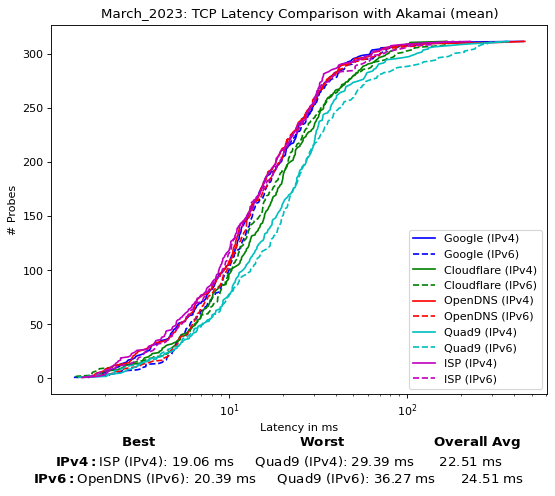 March_2023: TCP Latency Comparison with Akamai (mean)
# Probes
300
250
200
150
100
50
0
Google (IPv4)
Google (IPv6)
Cloudflare (IPv4)
Cloudflare (IPv6)
OpenDNS (IPv4)
OpenDNS (IPv6)
Quad9 (IPv4)
Quad9 (IPv6)
ISP (IPv4)
ISP (IPv6)
10¹ 10²
Latency in ms
Best Worst Overall Avg
IPv4: ISP (IPv4): 19.06 ms Quad9 (IPv4): 29.39 ms 22.51 ms
IPv6: OpenDNS (IPv6): 20.39 ms Quad9 (IPv6): 36.27 ms 24.51 ms